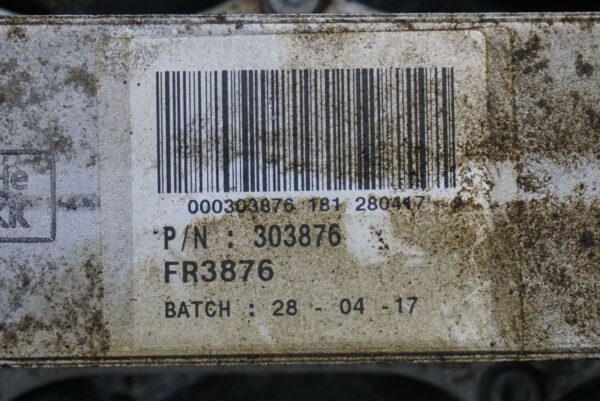 000303876 181 280417
P/N : 303876
FR3876
BATCH : 28 - 04 - 17